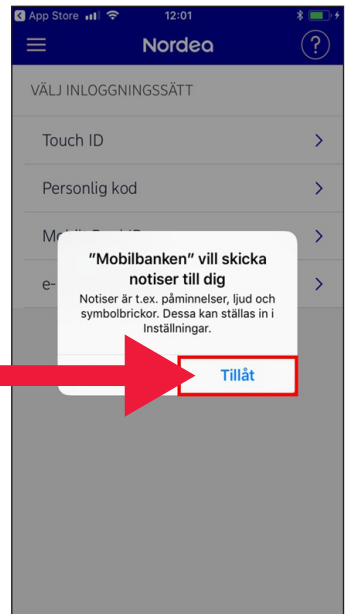 App Store 12:01
Nordea ?
VÄLJ INLOGGNINGSSÄTT
Touch ID
Personlig kod
"Mobilbanken" vill skicka
notiser till dig
Notiser är t.ex. påminnelser, ljud och
symbolbrickor. Dessa kan ställas in i
Inställningar.
Tillåt